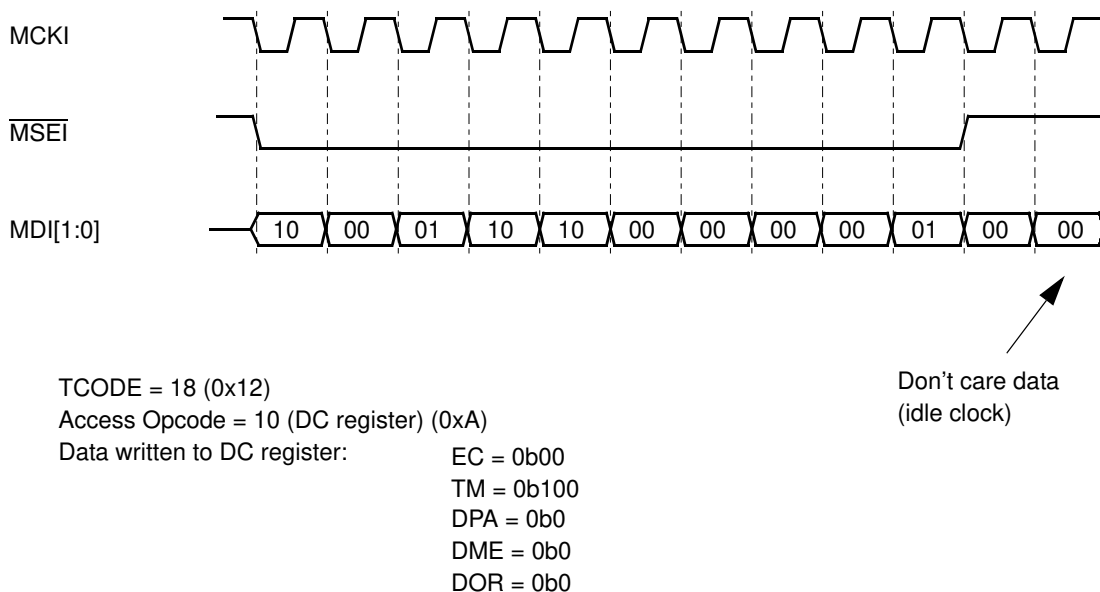 MCKI
MSEI
MDI[1:0]
10 00 01 10 10 00 00 00 00 01 00 00
Don't care data
(idle clock)
TCODE = 18 (0x12)
Access Opcode = 10 (DC register) (0xA)
Data written to DC register:
EC = 0b00
TM = 0b100
DPA = 0b0
DME = 0b0
DOR = 0b0